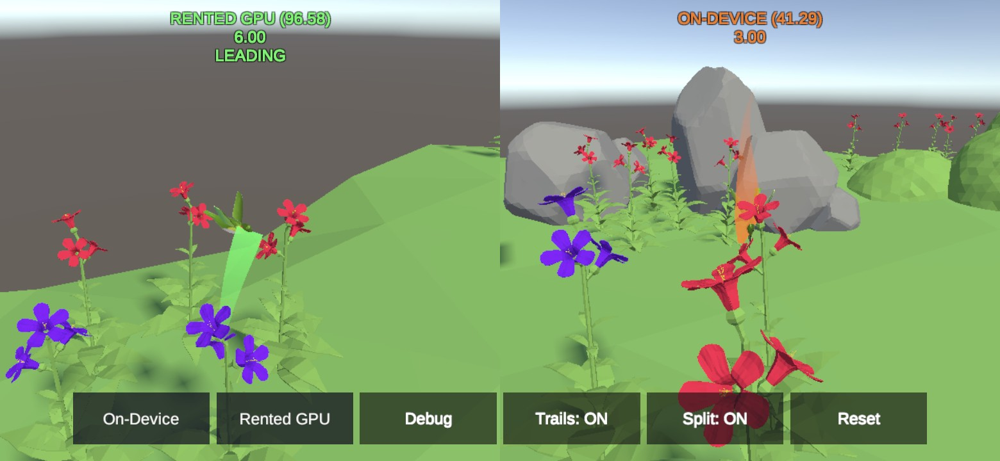 RENTED GPU (96.58)
6.00
LEADING
ON-DEVICE (41.29)
3.00
On-Device
Rented GPU
Debug
Trails: ON
Split: ON
Reset